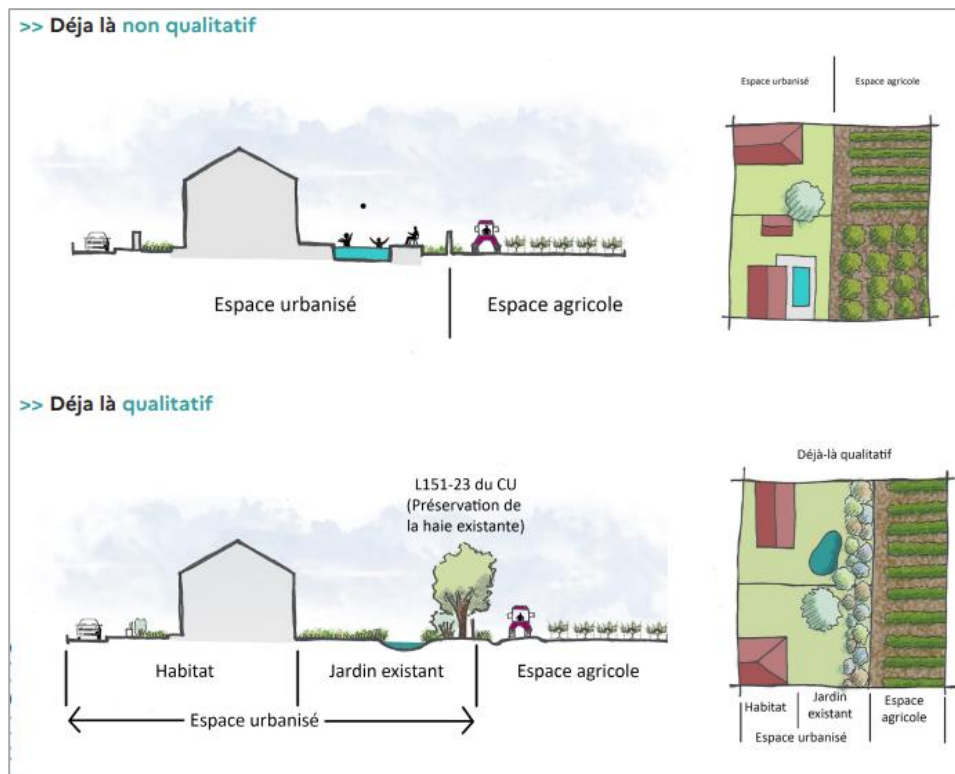 >> Déja là non qualitatif
Espace urbanisé
Espace agricole
Espace urbanisé
Espace agricole
>> Déja là qualitatif
L151-23 du CU
(Préservation de
la haie existante)
Habitat
Jardin existant
Espace agricole
Espace urbanisé
Déjà-là qualitatif
Habitat
Jardin
existant
Espace
agricole
Espace urbanisé